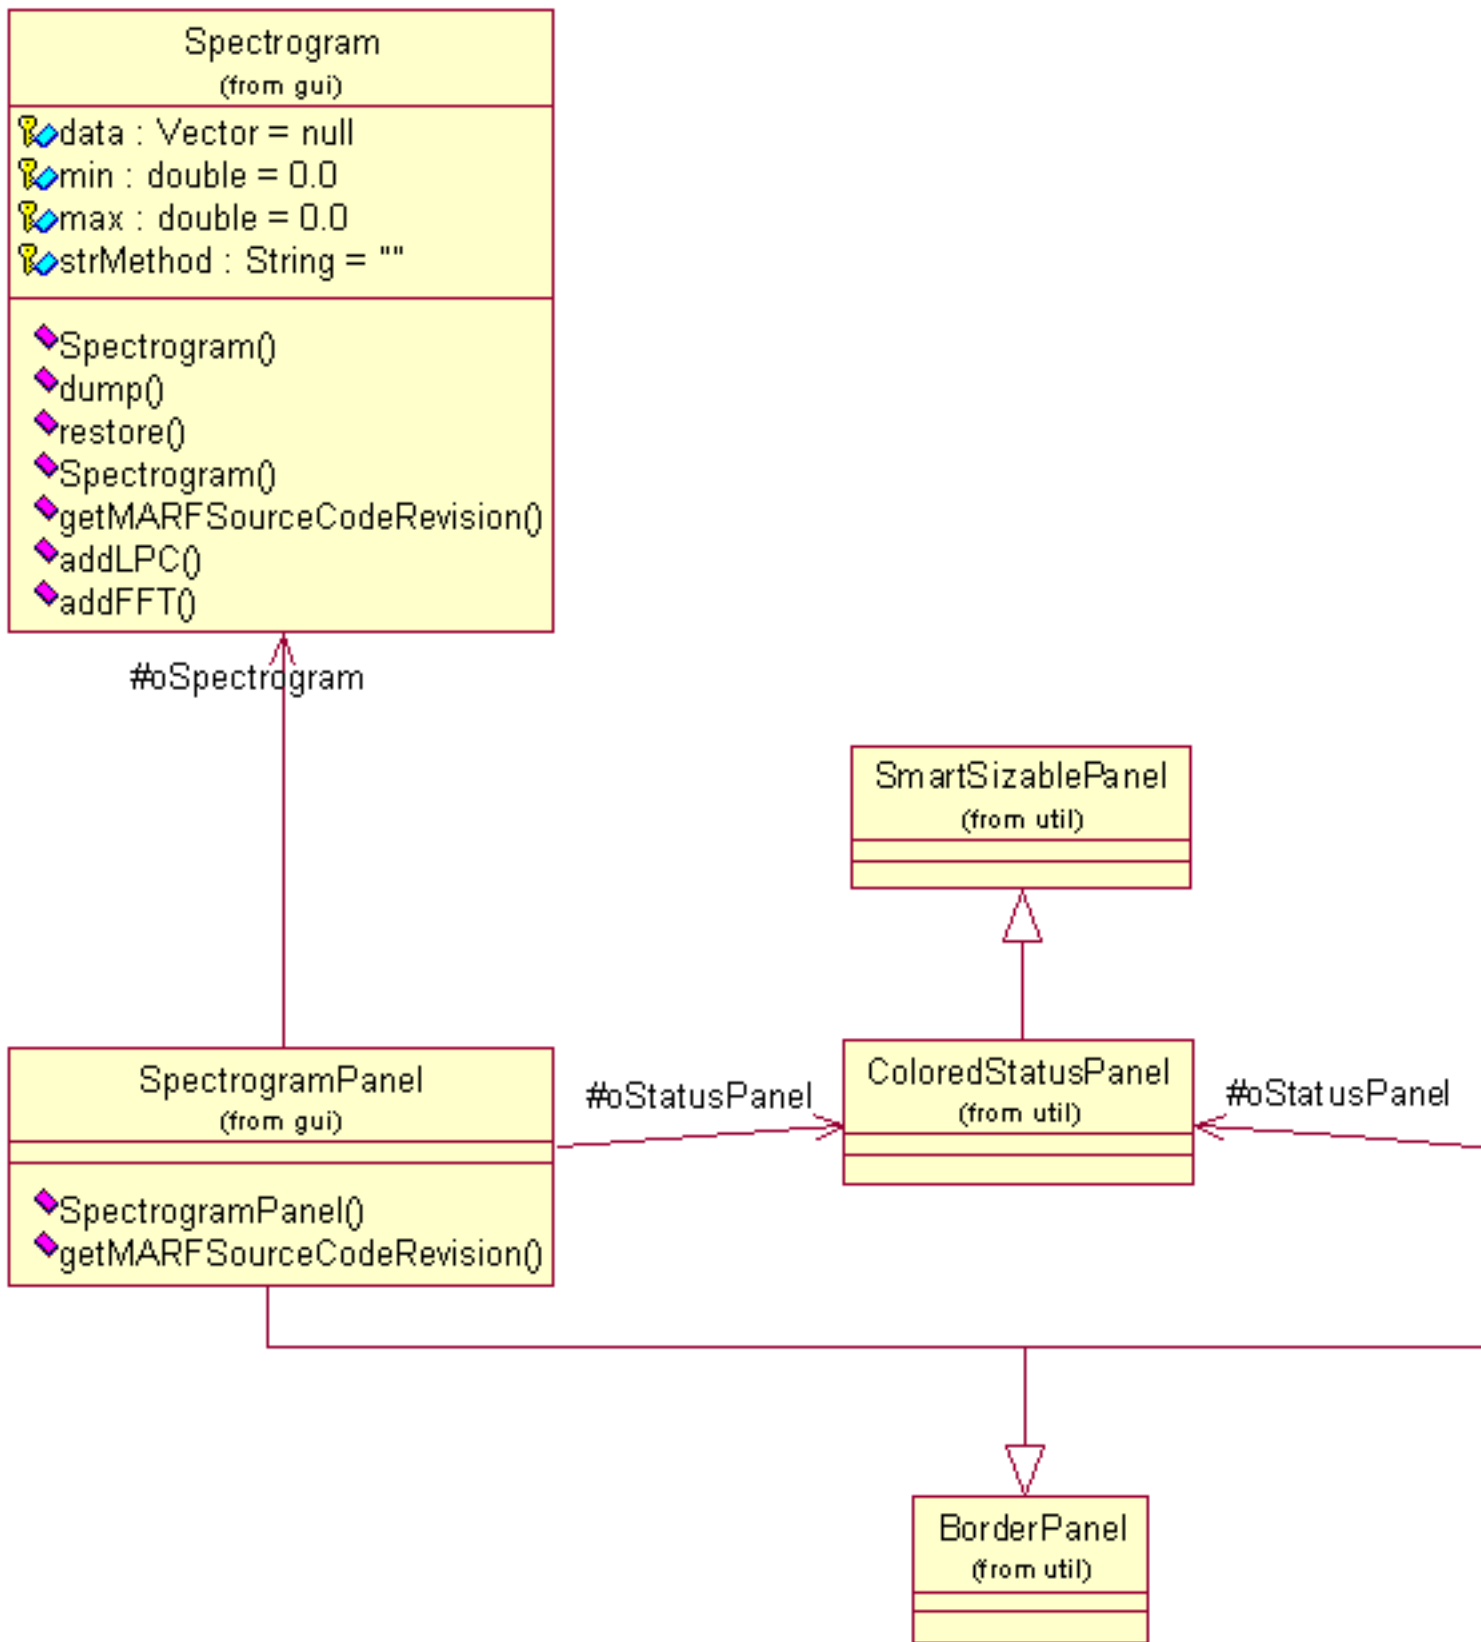 Spectrogram
(from gui)
data : Vector = null
min : double = 0.0
max : double = 0.0
strMethod : String = ""
Spectrogram()
dump()
restore()
Spectrogram()
getMARFSourceCodeRevision()
addLPC()
addFFT()
#oSpectrogram
SmartSizablePanel
(from util)
SpectrogramPanel
(from gui)
SpectrogramPanel()
getMARFSourceCodeRevision()
#oStatusPanel
ColoredStatusPanel
(from util)
#oStatusPanel
BorderPanel
(from util)